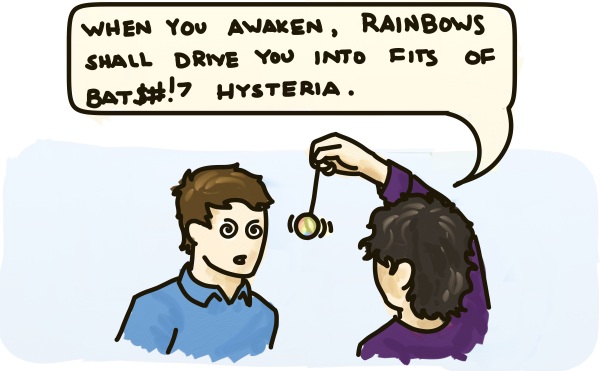 WHEN YOU AWAKEN, RAINBOWS
SHALL DRIVE YOU INTO FITS OF
BAT$#!7 HYSTERIA.